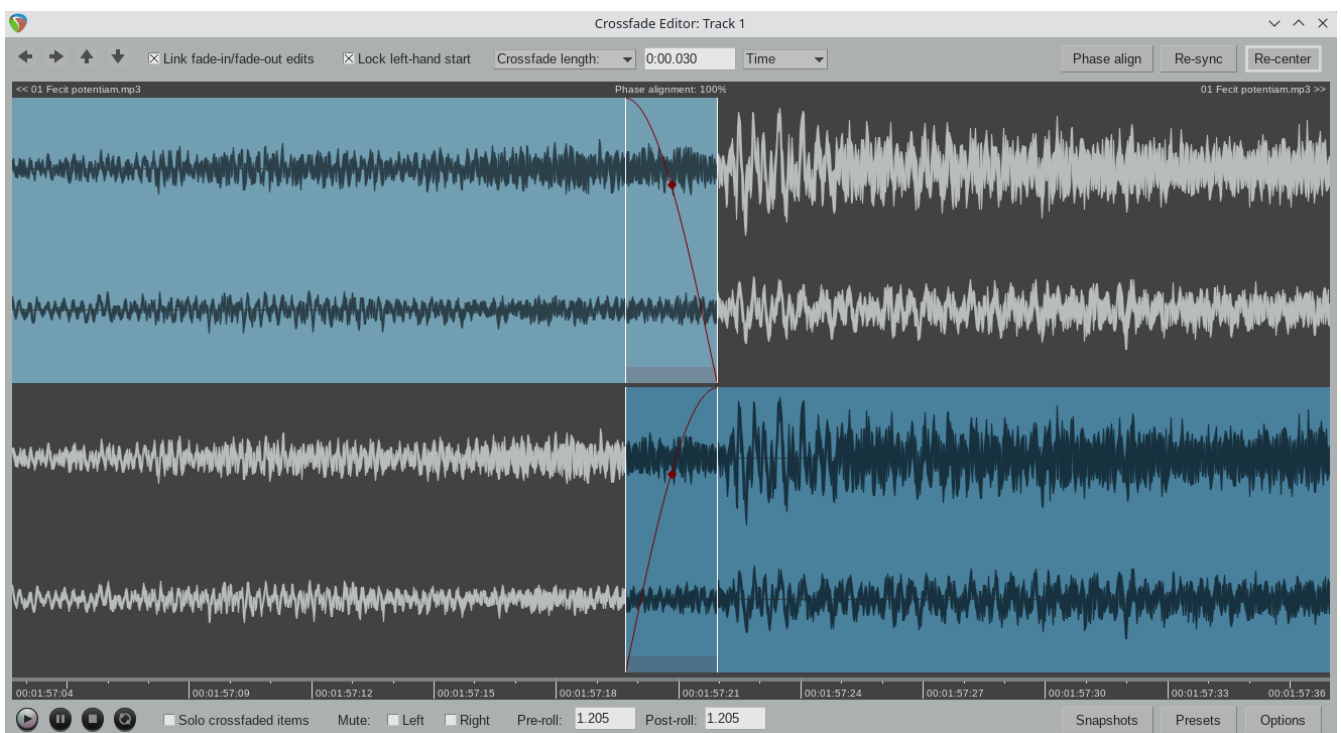 Crossfade Editor: Track 1
Link fade-in/fade-out edits Lock left-hand start Crossfade length: 0:00.030 Time Phase align Re-sync Re-center
<< 01 Fecit potentiam.mp3 Phase alignment: 100% 01 Fecit potentiam.mp3 >>
00:01:57:04 00:01:57:09 00:01:57:12 00:01:57:15 00:01:57:18 00:01:57:21 00:01:57:24 00:01:57:27 00:01:57:30 00:01:57:33 00:01:57:36
Solo crossfaded items Mute: Left Right Pre-roll: 1.205 Post-roll: 1.205 Snapshots Presets Options